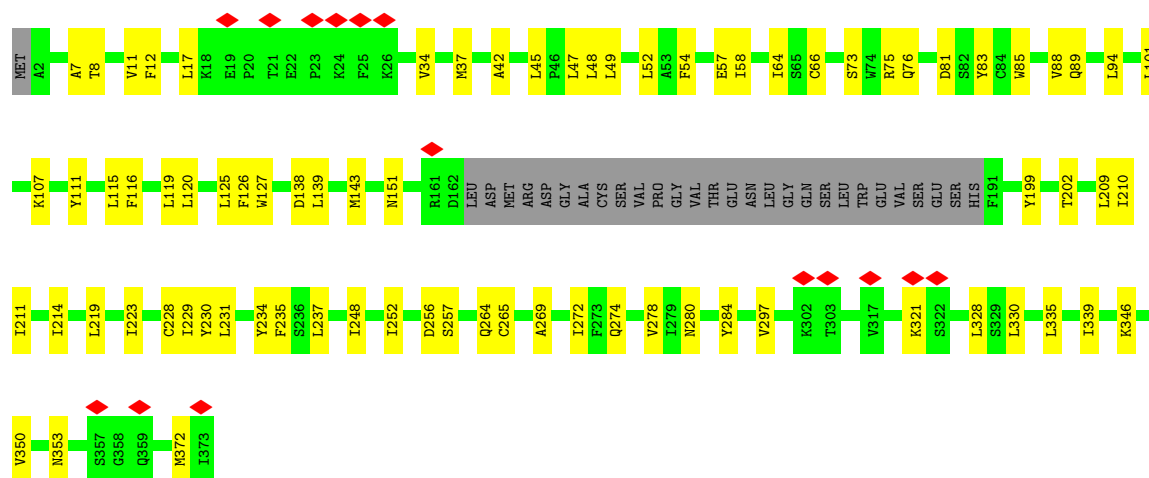 MET A2 A7 T8 V11 F12 L17 K18 E19 P20 T21 E22 P23 K24 F25 K26 V34 M37 A42 L45 P46 L47 L48 L49 L52 A53 F54 E57 I58 I64 S65 C66 S73 W74 R75 Q76 D81 S82 Y83 C84 W85 V88 Q89 L94
K107 Y111 L115 F116 L119 L120 L125 F126 W127 D138 L139 M143 N151 R161 D162 LEU ASP MET ARG ASP GLY ALA CYS SER VAL PRO GLY VAL THR GLU ASN LEU GLY GLN SER LEU TRP GLU VAL SER GLU SER HIS F191 Y199 T202 L209 I210
I211 I214 L219 I223 C228 I229 Y230 L231 Y234 F235 S236 L237 I248 I252 D256 S257 Q264 C265 A269 I272 F273 Q274 V278 I279 N280 Y284 V297 K302 T303 V317 K321 S322 L328 S329 L330 L335 I339 K346
V350 N353 S357 G358 Q359 M372 I373